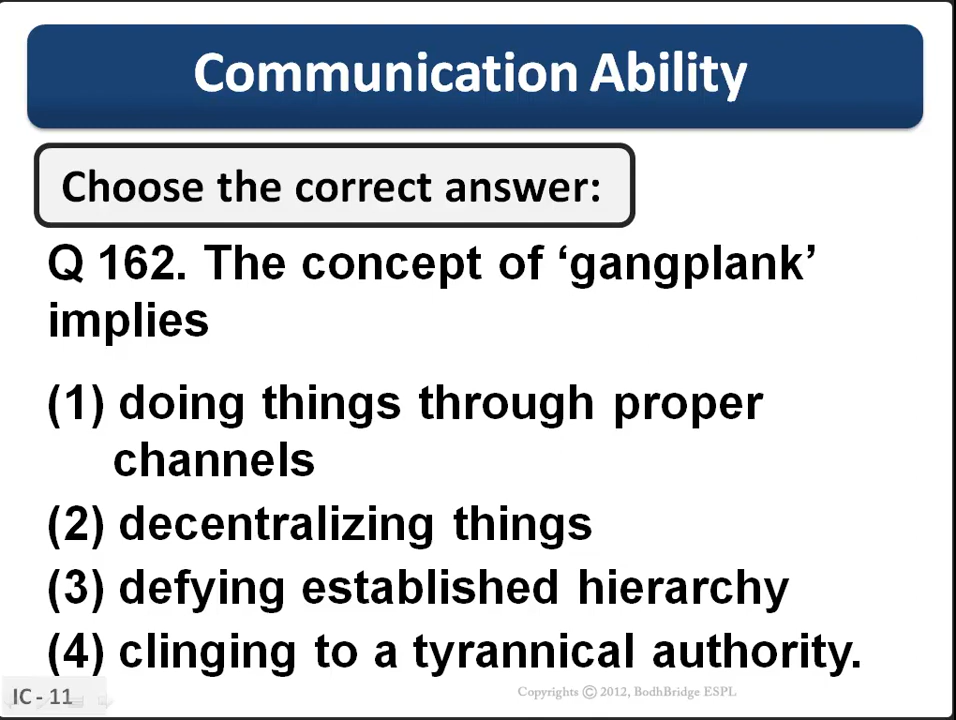 Communication Ability
Choose the correct answer:
Q 162. The concept of ‘gangplank’
implies
(1) doing things through proper
channels
(2) decentralizing things
(3) defying established hierarchy
(4) clinging to a tyrannical authority.
IC - 11
Copyrights © 2012, BodhBridge ESPL